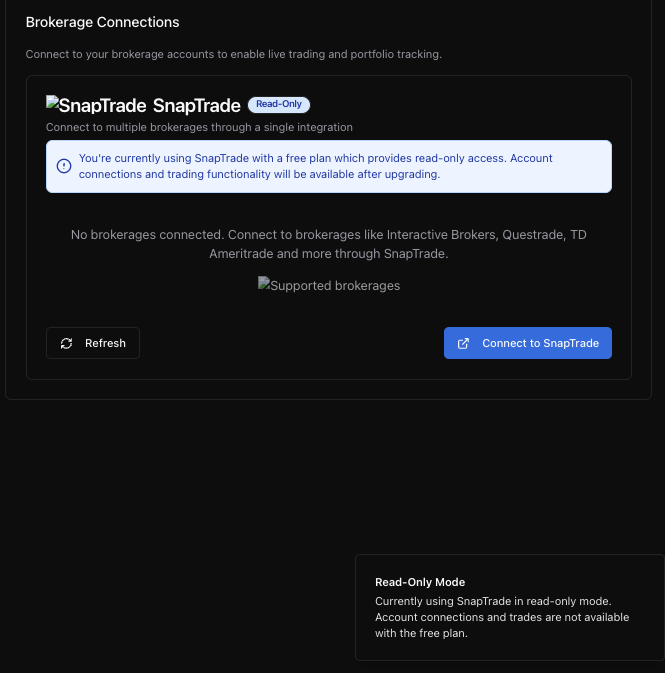 Brokerage Connections
Connect to your brokerage accounts to enable live trading and portfolio tracking.
SnapTrade SnapTrade Read-Only
Connect to multiple brokerages through a single integration
You're currently using SnapTrade with a free plan which provides read-only access. Account
connections and trading functionality will be available after upgrading.
No brokerages connected. Connect to brokerages like Interactive Brokers, Questrade, TD
Ameritrade and more through SnapTrade.
Supported brokerages
Refresh
Connect to SnapTrade
Read-Only Mode
Currently using SnapTrade in read-only mode.
Account connections and trades are not available
with the free plan.